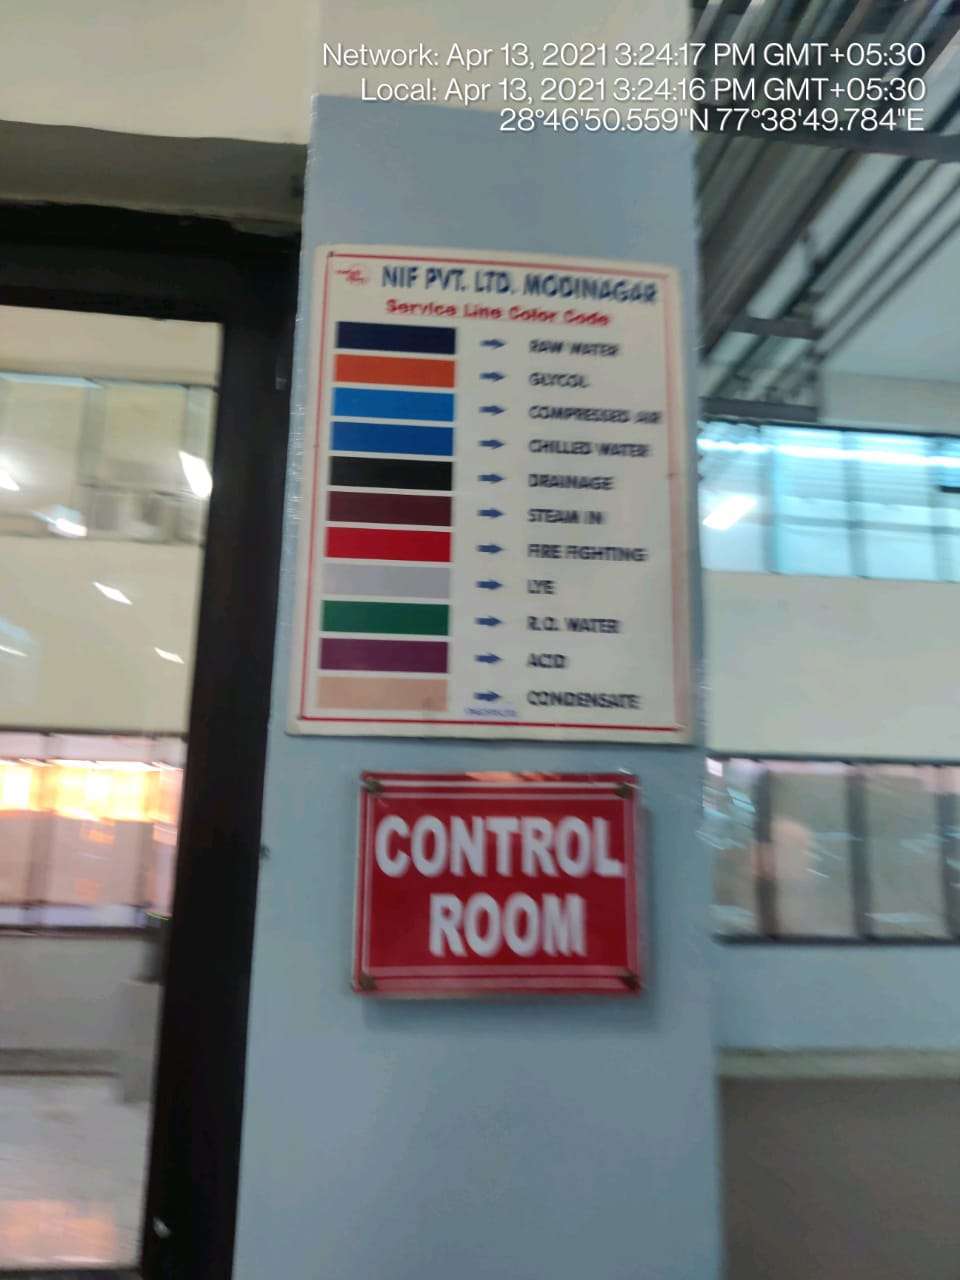 Network: Apr 13, 2021 3:24:17 PM GMT+05:30
Local: Apr 13, 2021 3:24:16 PM GMT+05:30
28°46'50.559"N 77°38'49.784"E
NIF PVT. LTD. MODINAGAR
Service Line Color Code
RAW WATER
GLYCOL
COMPRESSED AIR
CHILLED WATER
DRAINAGE
STEAM IN
FIRE FIGHTING
LYE
R.O. WATER
ACID
CONDENSATE
CONTROL
ROOM